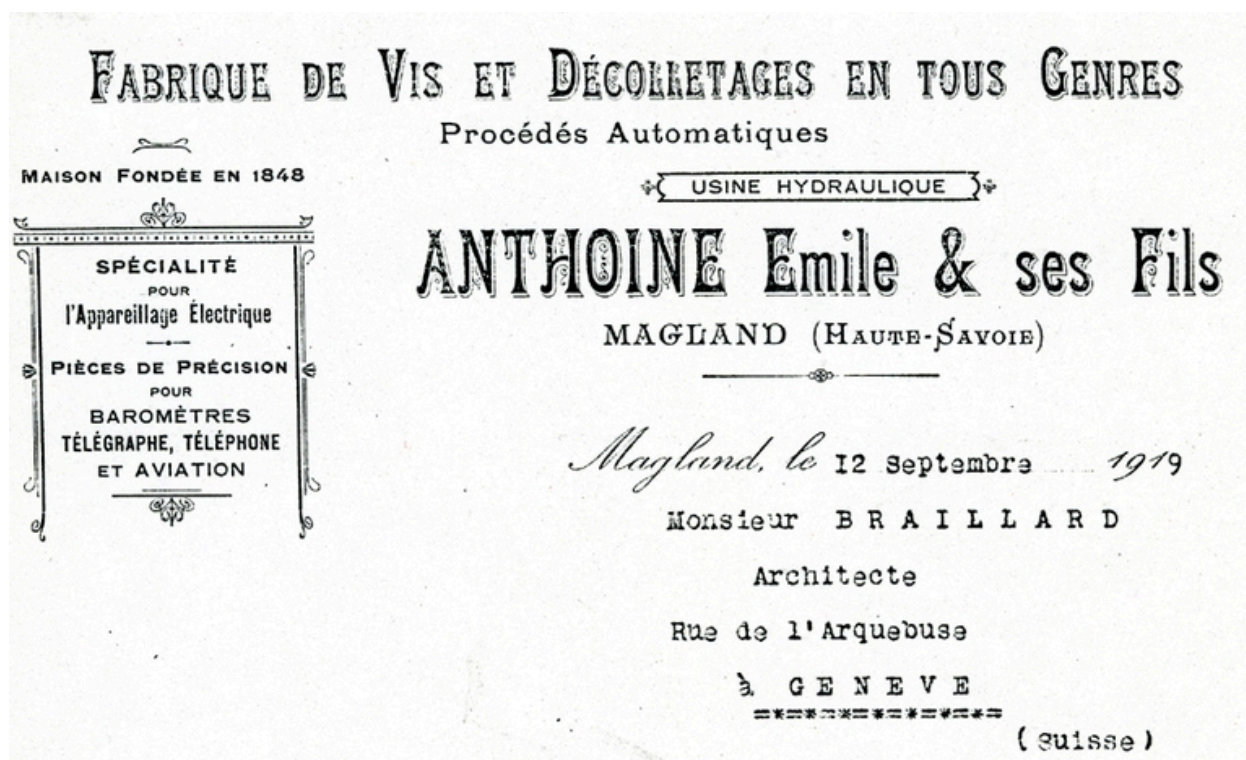 FABRIQUE DE VIS ET DÉCOLLETAGES EN TOUS GENRES
Procédés Automatiques
MAISON FONDÉE EN 1848
USINE HYDRAULIQUE
ANTHOINE Emile & ses Fils
MAGLAND (HAUTE-SAVOIE)
SPÉCIALITÉ
POUR
l'Appareillage Électrique
PIÈCES DE PRÉCISION
POUR
BAROMÈTRES
TÉLÉGRAPHE, TÉLÉPHONE
ET AVIATION
Magland, le 12 Septembre 1919
Monsieur BRAILLARD
Architecte
Rue de l'Arquebuse
à GENEVE
(Suisse)